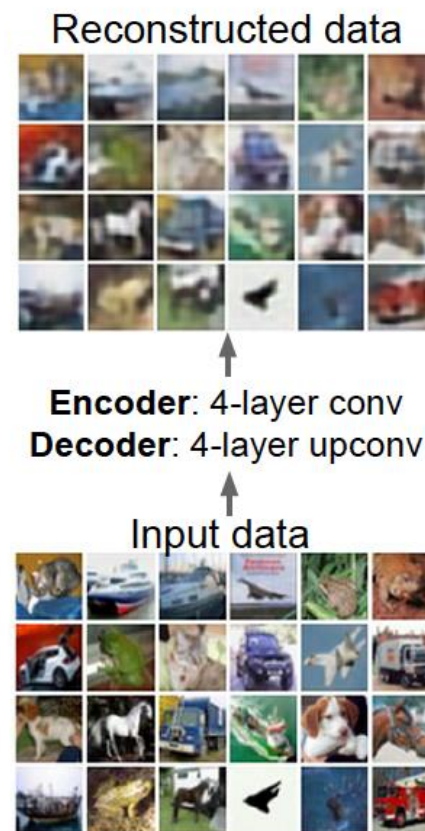 Reconstructed data
Encoder: 4-layer conv
Decoder: 4-layer upconv
Input data